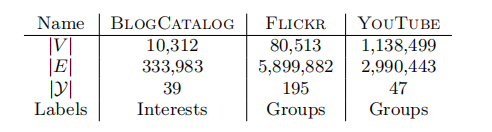 Name BLOGCATALOG FLICKR YOUTUBE
|V| 10,312 80,513 1,138,499
|E| 333,983 5,899,882 2,990,443
|𝒴| 39 195 47
Labels Interests Groups Groups